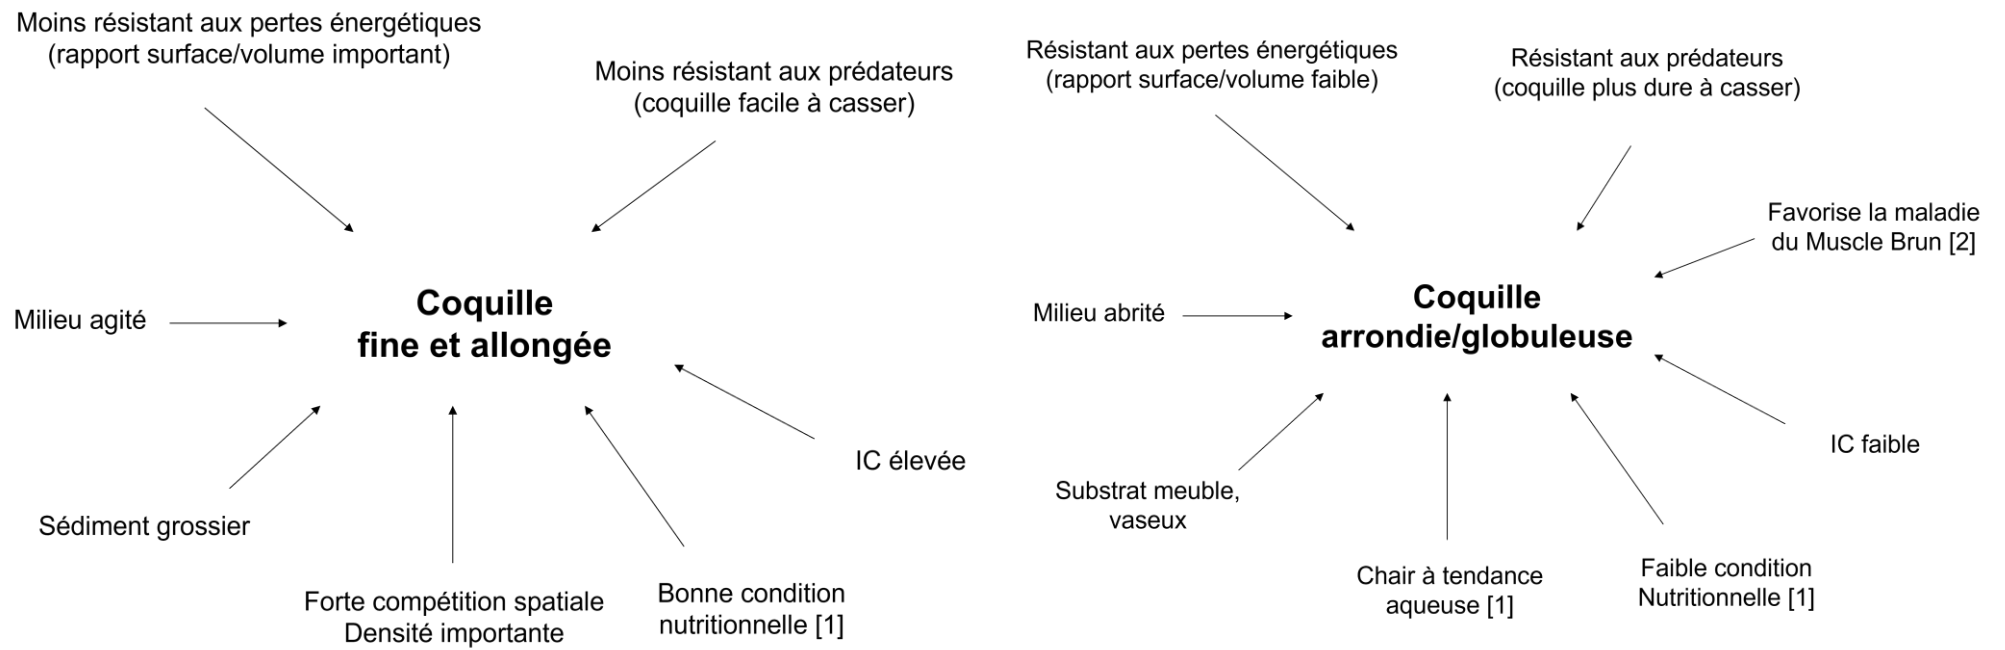 Moins résistant aux pertes énergétiques
(rapport surface/volume important)
Moins résistant aux prédateurs
(coquille facile à casser)
Milieu agité
Coquille
fine et allongée
IC élevée
Sédiment grossier
Forte compétition spatiale
Densité importante
Bonne condition
nutritionnelle [1]
Résistant aux pertes énergétiques
(rapport surface/volume faible)
Résistant aux prédateurs
(coquille plus dure à casser)
Favorise la maladie
du Muscle Brun [2]
Milieu abrité
Coquille
arrondie/globuleuse
IC faible
Substrat meuble,
vaseux
Chair à tendance
aqueuse [1]
Faible condition
Nutritionnelle [1]